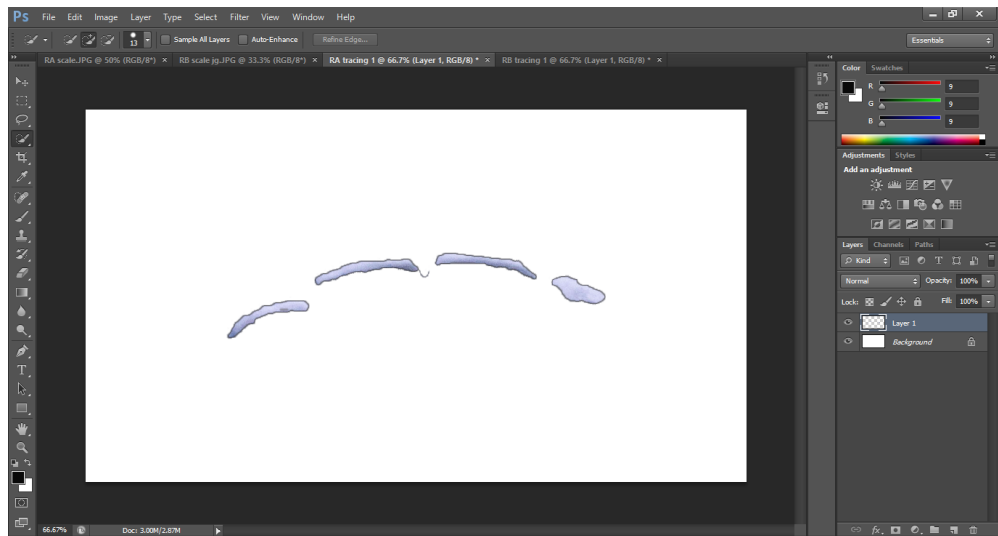 Ps File Edit Image Layer Type Select Filter View Window Help
13 Sample All Layers Auto-Enhance Refine Edge... Essentials
RA scale.JPG @ 50% (RGB/8*) × RB scale jg.JPG @ 33.3% (RGB/8) × RA tracing 1 @ 66.7% (Layer 1, RGB/8) * × RB tracing 1 @ 66.7% (Layer 1, RGB/8) * ×
Color Swatches
R 9
G 9
B 9
Adjustments Styles
Add an adjustment
Layers Channels Paths
Kind
Normal Opacity: 100%
Lock: Fill: 100%
Layer 1
Background
66.67% Doc: 3.00M/2.87M
fx